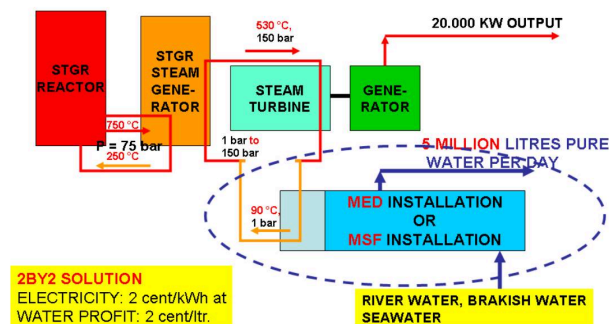 530 °C,
150 bar
20.000 KW OUTPUT
STGR
REACTOR
STGR
STEAM
GENE-
RATOR
STEAM
TURBINE
GENE-
RATOR
750 °C
P = 75 bar
250 °C
1 bar to
150 bar
5 MILLION LITRES PURE
WATER PER DAY
90 °C,
1 bar
MED INSTALLATION
OR
MSF INSTALLATION
2BY2 SOLUTION
ELECTRICITY: 2 cent/kWh at
WATER PROFIT: 2 cent/ltr.
RIVER WATER, BRAKISH WATER
SEAWATER